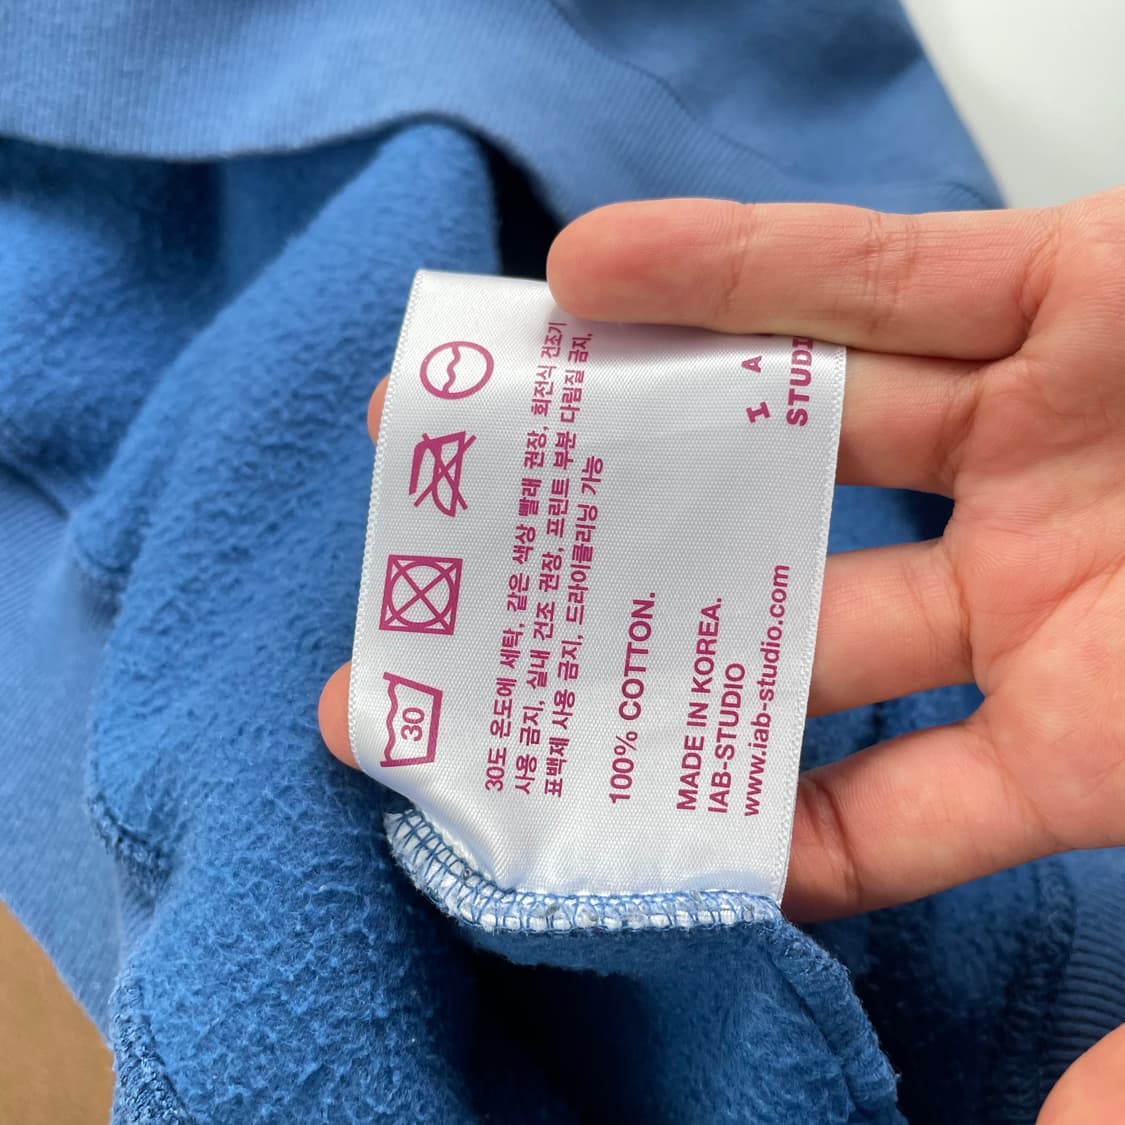 30
30도 온도에 세탁, 같은 색상 빨래 권장, 회전식 건조기
사용 금지, 실내 건조 권장, 프린트 부분 다림질 금지,
표백제 사용 금지, 드라이클리닝 가능
100% COTTON.
MADE IN KOREA.
IAB-STUDIO
www.iab-studio.com
I A
STUDI